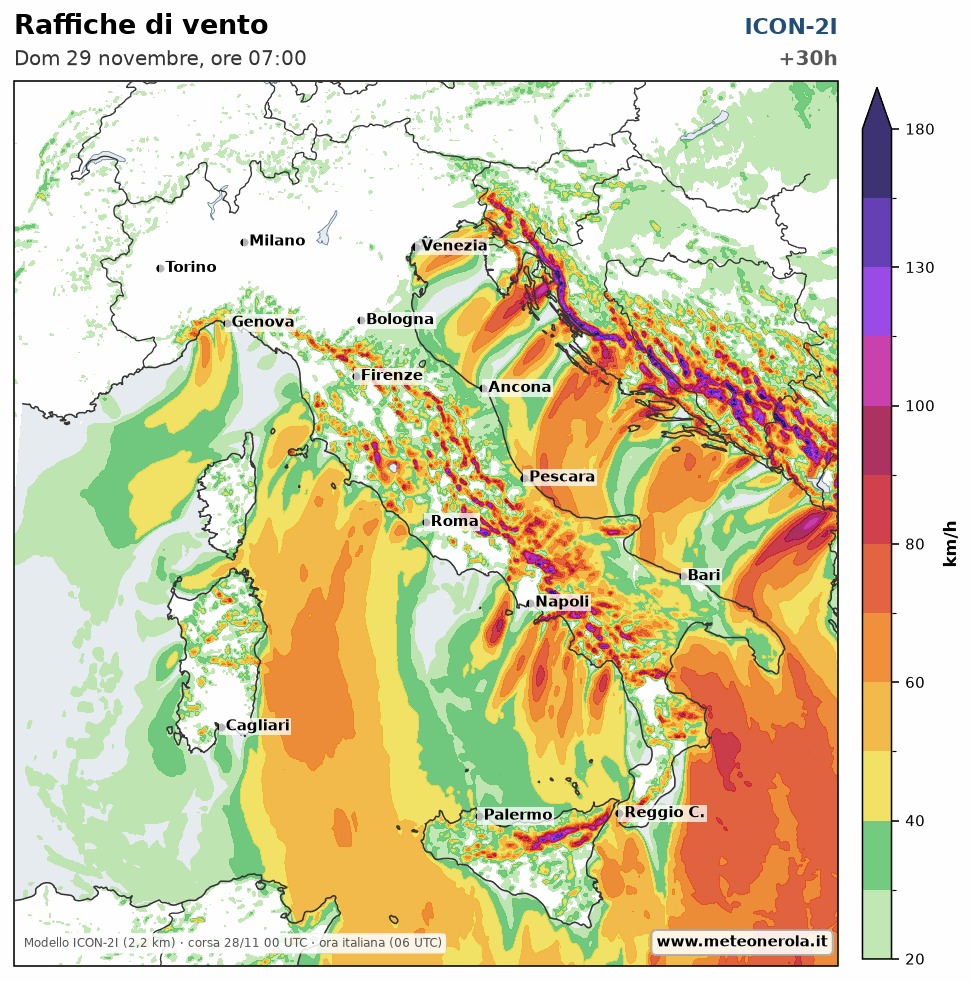 Raffiche di vento
ICON-2I
Dom 29 novembre, ore 07:00
+30h
180
130
100
80
60
40
20
km/h
Milano
Torino
Venezia
Genova
Bologna
Firenze
Ancona
Pescara
Roma
Bari
Napoli
Cagliari
Palermo
Reggio C.
Modello ICON-2I (2,2 km) · corsa 28/11 00 UTC · ora italiana (06 UTC)
www.meteonerola.it